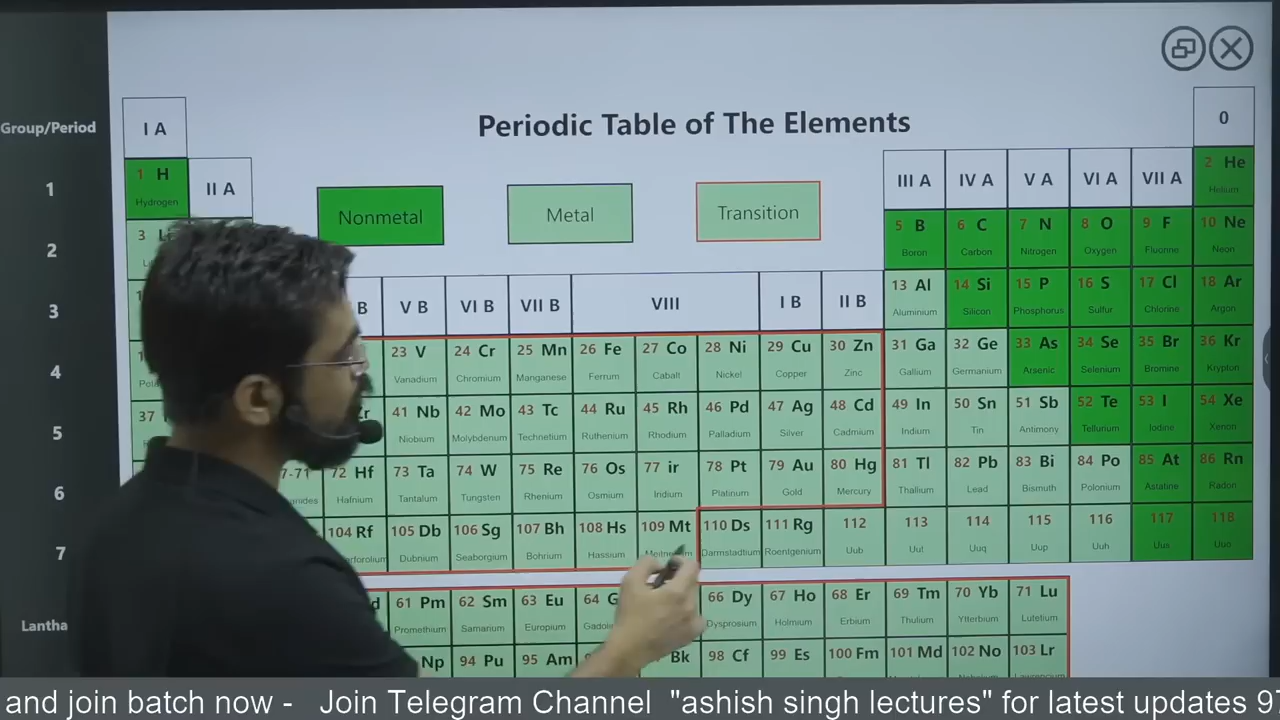 Periodic Table of The Elements
Group/Period
I A
0
1
1 H
Hydrogen
II A
III A
IV A
V A
VI A
VII A
2 He
Helium
Nonmetal
Metal
Transition
2
3
5 B
Boron
6 C
Carbon
7 N
Nitrogen
8 O
Oxygen
9 F
Fluorine
10 Ne
Neon
3
B
V B
VI B
VII B
VIII
I B
II B
13 Al
Aluminium
14 Si
Silicon
15 P
Phosphorus
16 S
Sulfur
17 Cl
Chlorine
18 Ar
Argon
4
23 V
Vanadium
24 Cr
Chromium
25 Mn
Manganese
26 Fe
Ferrum
27 Co
Cabalt
28 Ni
Nickel
29 Cu
Copper
30 Zn
Zinc
31 Ga
Gallium
32 Ge
Germanium
33 As
Arsenic
34 Se
Selenium
35 Br
Bromine
36 Kr
Krypton
5
37
41 Nb
Niobium
42 Mo
Molybdenum
43 Tc
Technetium
44 Ru
Ruthenium
45 Rh
Rhodium
46 Pd
Palladium
47 Ag
Silver
48 Cd
Cadmium
49 In
Indium
50 Sn
Tin
51 Sb
Antimony
52 Te
Tellurium
53 I
Iodine
54 Xe
Xenon
6
72 Hf
Hafnium
73 Ta
Tantalum
74 W
Tungsten
75 Re
Rhenium
76 Os
Osmium
77 ir
Iridium
78 Pt
Platinum
79 Au
Gold
80 Hg
Mercury
81 Tl
Thallium
82 Pb
Lead
83 Bi
Bismuth
84 Po
Polonium
85 At
Astatine
86 Rn
Radon
7
104 Rf
105 Db
Dubnium
106 Sg
Seaborgium
107 Bh
Bohrium
108 Hs
Hassium
109 Mt
110 Ds
Darmstadtium
111 Rg
Roentgenium
112
Uub
113
Uut
114
Uuq
115
Uup
116
Uuh
117
Uus
118
Uuo
Lantha
61 Pm
Promethium
62 Sm
Samarium
63 Eu
Europium
64 G
66 Dy
Dysprosium
67 Ho
Holmium
68 Er
Erbium
69 Tm
Thulium
70 Yb
Ytterbium
71 Lu
Lutetium
Np
94 Pu
95 Am
Bk
98 Cf
99 Es
100 Fm
101 Md
102 No
103 Lr
and join batch now - Join Telegram Channel "ashish singh lectures" for latest updates 97